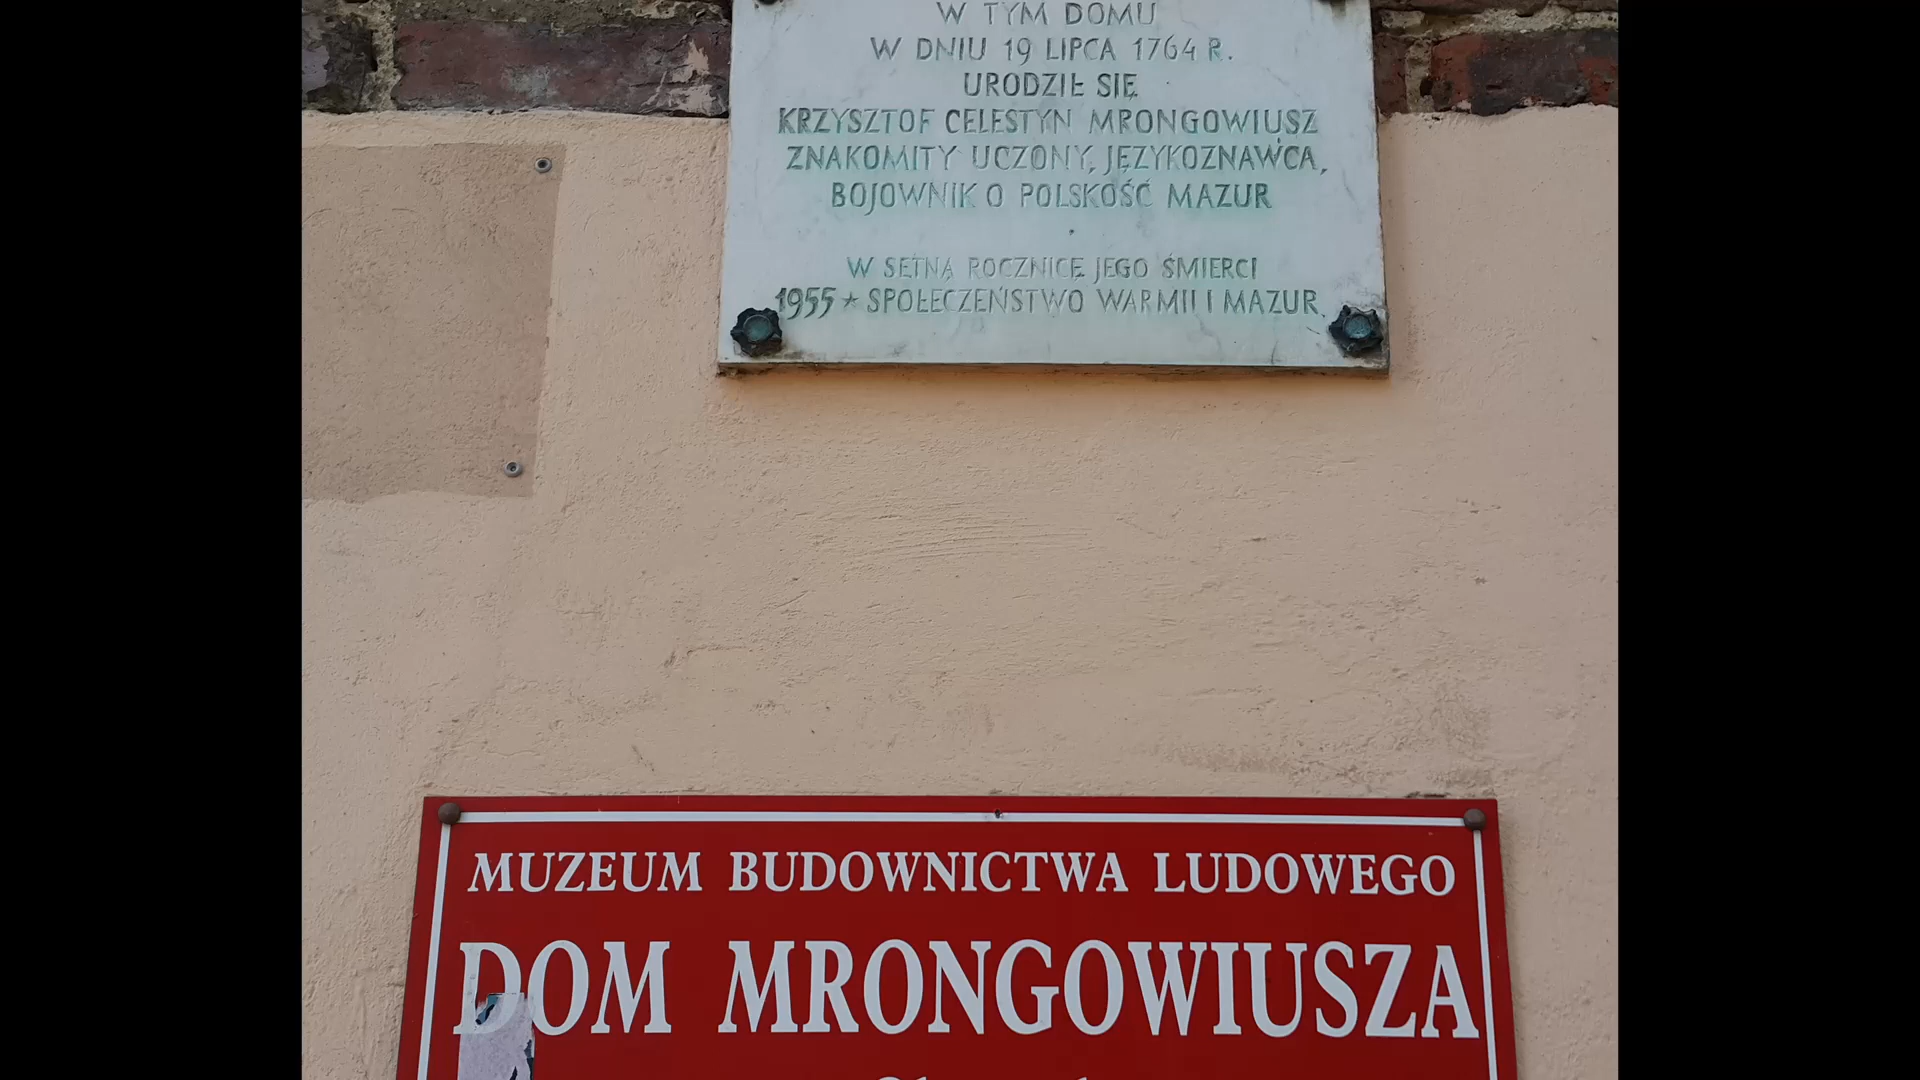 W TYM DOMU
W DNIU 19 LIPCA 1764 R.
URODZIŁ SIĘ
KRZYSZTOF CELESTYN MRONGOWIUSZ
ZNAKOMITY UCZONY, JĘZYKOZNAWCA,
BOJOWNIK O POLSKOŚĆ MAZUR
W SETNĄ ROCZNICĘ JEGO ŚMIERCI
1955 * SPOŁECZEŃSTWO WARMII I MAZUR.
MUZEUM BUDOWNICTWA LUDOWEGO
DOM MRONGOWIUSZA